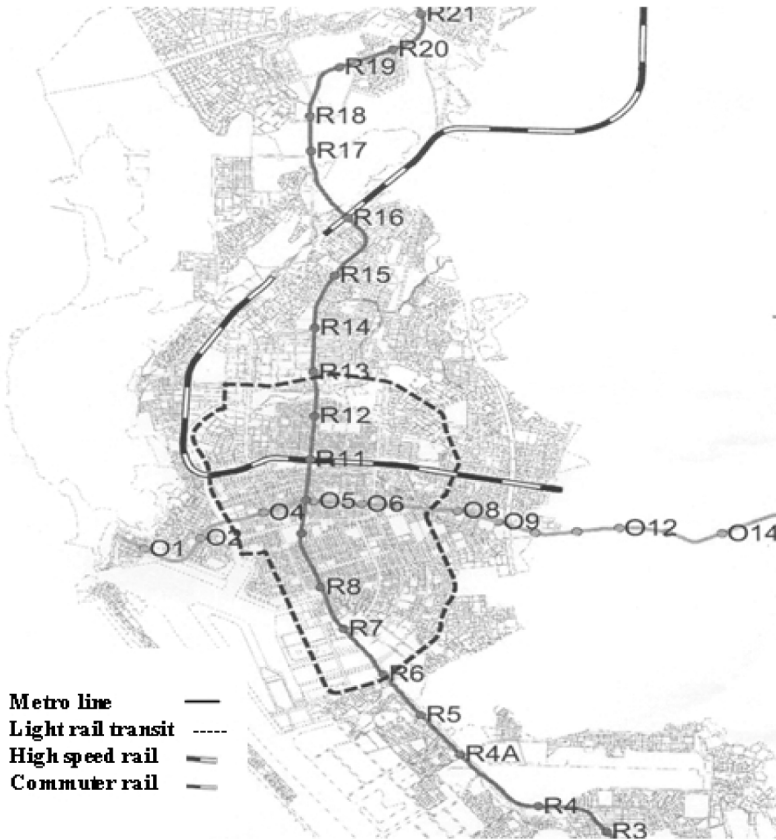 R21
R20
R19
R18
R17
R16
R15
R14
R13
R12
R11
O5
O6
O4
O8
O9
O12
O14
O2
O1
R8
R7
R6
R5
R4A
R4
R3
Metro line
Light rail transit
High speed rail
Commuter rail